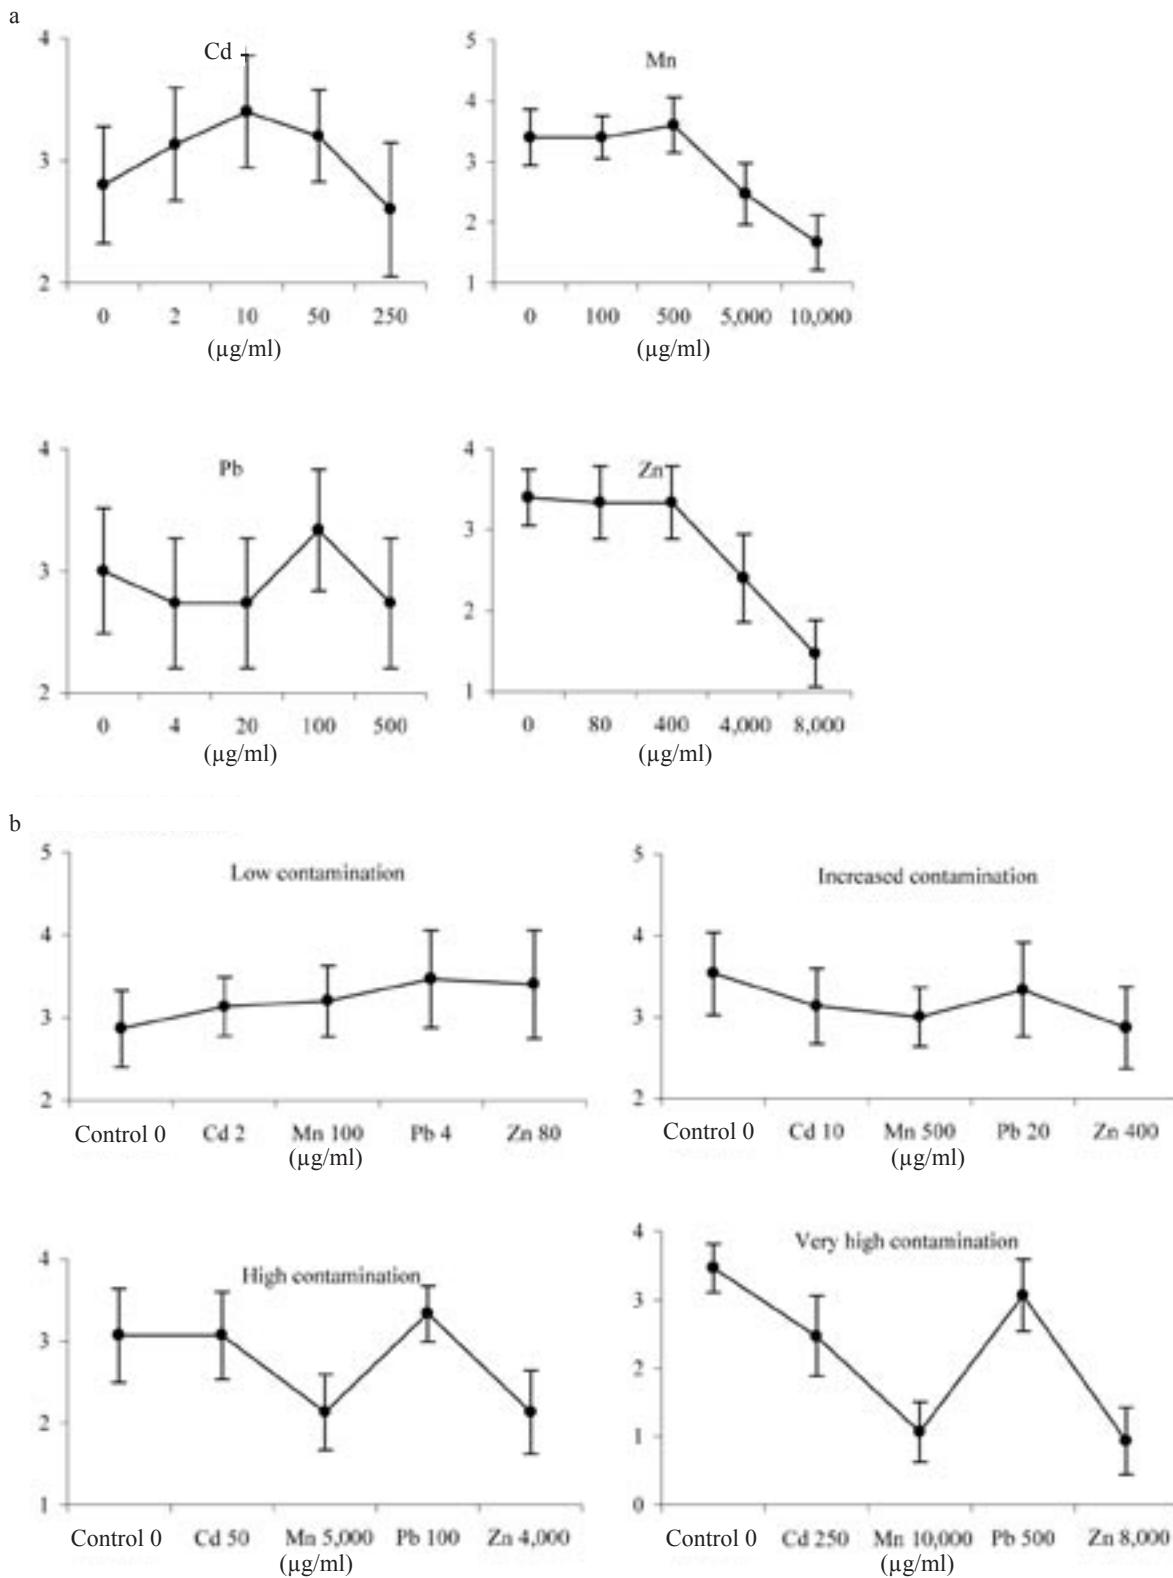 a
Cd
4
3
2
0 2 10 50 250
(µg/ml)
Mn
5
4
3
2
1
0 100 500 5,000 10,000
(µg/ml)
Pb
4
3
2
0 4 20 100 500
(µg/ml)
Zn
4
3
2
1
0 80 400 4,000 8,000
(µg/ml)
b
Low contamination
5
4
3
2
Control 0 Cd 2 Mn 100 Pb 4 Zn 80
(µg/ml)
Increased contamination
5
4
3
2
Control 0 Cd 10 Mn 500 Pb 20 Zn 400
(µg/ml)
High contamination
4
3
2
1
Control 0 Cd 50 Mn 5,000 Pb 100 Zn 4,000
(µg/ml)
Very high contamination
4
3
2
1
0
Control 0 Cd 250 Mn 10,000 Pb 500 Zn 8,000
(µg/ml)